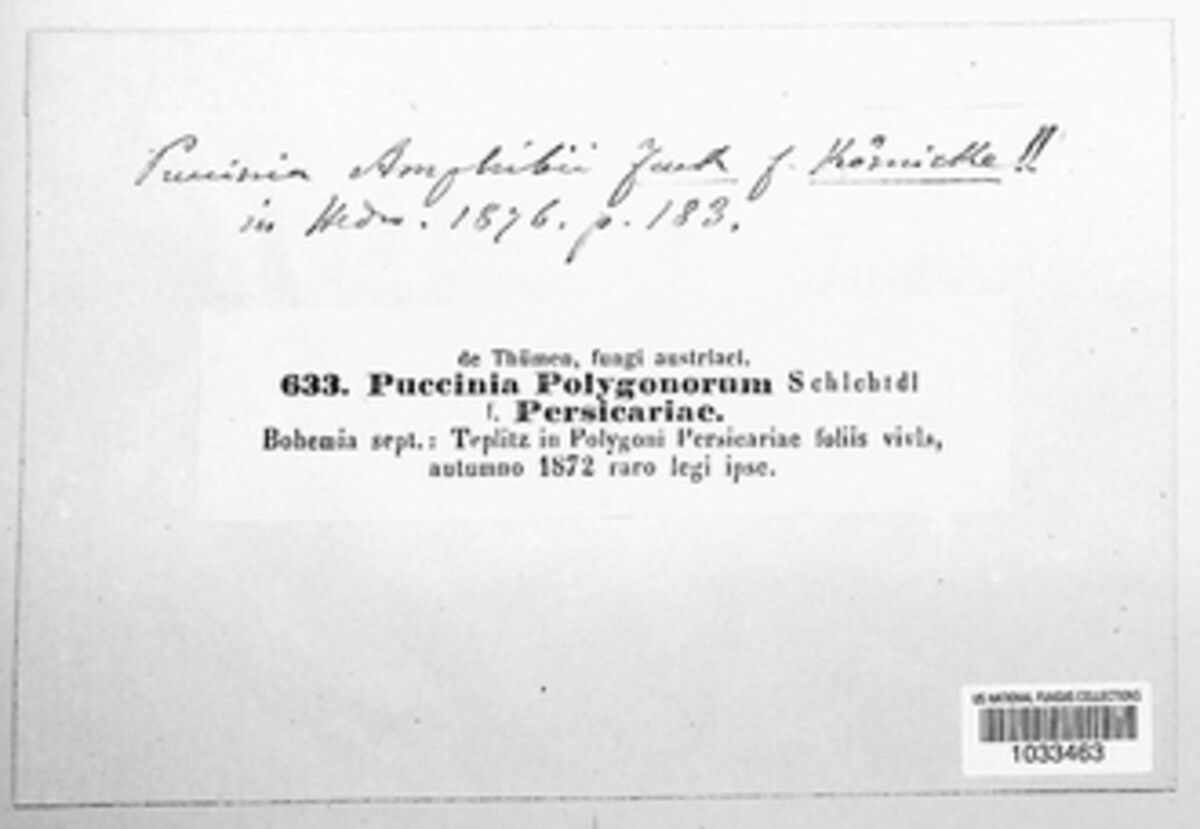 Puccinia Amphibii Fuck f. Körnicke!!
in Hedw. 1876. p. 183.
de Thümen, fungi austriaci.
633. Puccinia Polygonorum Schlchtdl
f. Persicariae.
Bohemia sept.: Teplitz in Polygoni Persicariae foliis vivis,
autumno 1872 raro legi ipse.
US NATIONAL FUNGUS COLLECTIONS
1033463